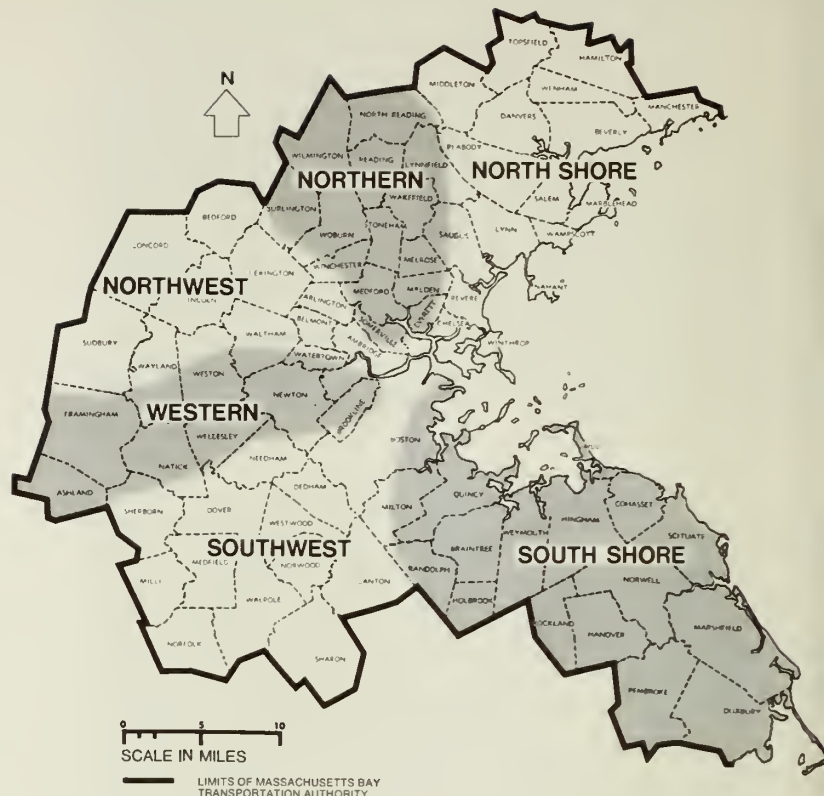 TOPSFIELD
HAMILTON
N
MIDDLETON
WENHAM
NORTH READING
DANVERS
MANCHESTER
BEVERLY
WILMINGTON
READING
LYNNFIELD
PEABODY
NORTHERN
NORTH SHORE
WAKEFIELD
SALEM
MARBLEHEAD
BEDFORD
BURLINGTON
STONEHAM
WOBURN
SAUGUS
LYNN
CONCORD
WINCHESTER
MELROSE
LEXINGTON
NORTHWEST
MEDFORD
MALDEN
REVERE
NAHANT
LINCOLN
ARLINGTON
EVERETT
CHELSEA
BELMONT
SOMERVILLE
SUDBURY
WALTHAM
WINTHROP
WAYLAND
WATERTOWN
WESTON
NEWTON
FRAMINGHAM
WESTERN
BROOKLINE
WELLESLEY
BOSTON
NATICK
NEEDHAM
ASHLAND
DEDHAM
SHERBORN
DOVER
MILTON
QUINCY
COHASSET
WESTWOOD
WEYMOUTH
HINGHAM
SCITUATE
SOUTHWEST
BRAINTREE
SOUTH SHORE
MEDFIELD
NORWOOD
RANDOLPH
CANTON
NORWELL
WALPOLE
HOLBROOK
ROCKLAND
MARSHFIELD
HANOVER
NORFOLK
SHARON
PEMBROKE
DUXBURY
0 5 10
SCALE IN MILES
LIMITS OF MASSACHUSETTS BAY
TRANSPORTATION AUTHORITY